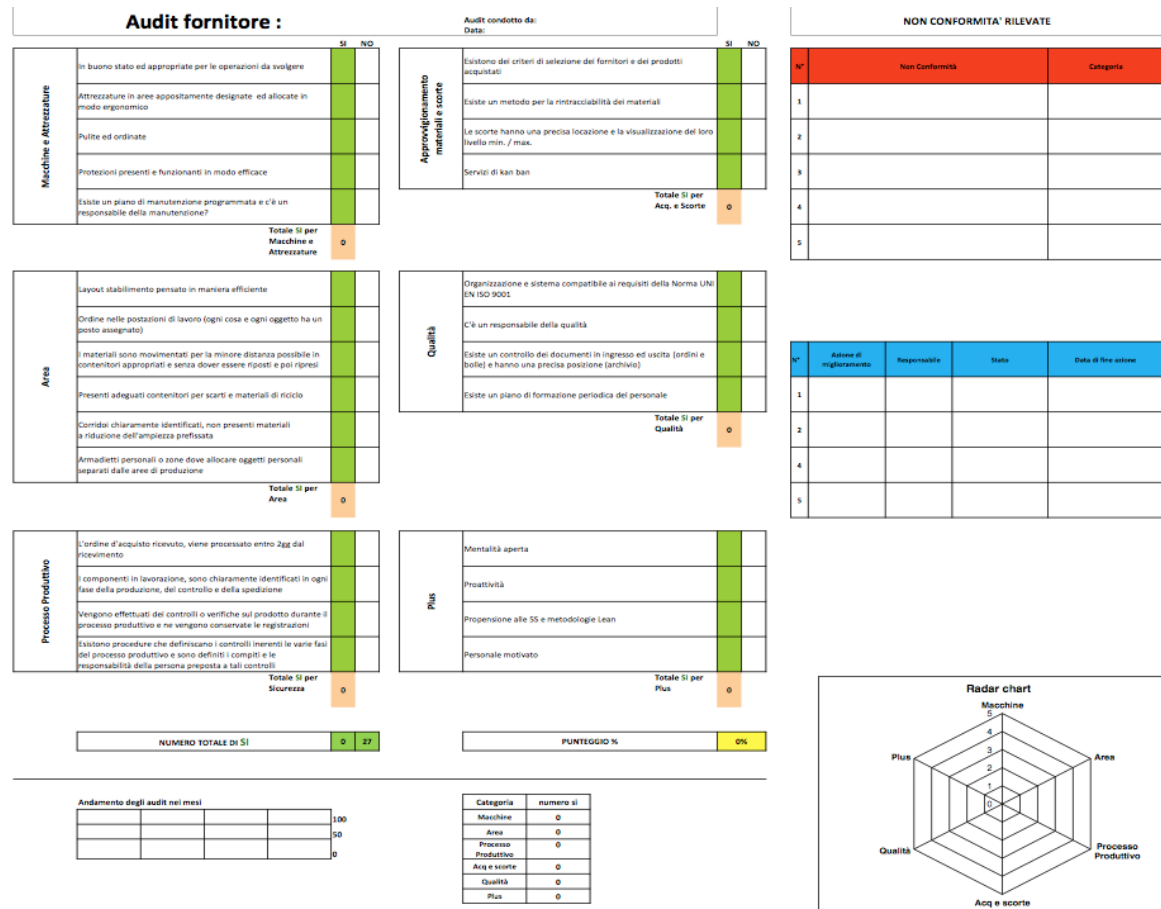 Audit fornitore :
Audit condotto da:
Data:
SI NO
Macchine e Attrezzature
In buono stato ed appropriate per le operazioni da svolgere
Attrezzature in aree appositamente designate ed allocate in
modo ergonomico
Pulite ed ordinate
Protezioni presenti e funzionanti in modo efficace
Esiste un piano di manutenzione programmata e c'è un
responsabile della manutenzione?
Totale SI per
Macchine e
Attrezzature
0
Area
Layout stabilimento pensato in maniera efficiente
Ordine nelle postazioni di lavoro (ogni cosa e ogni oggetto ha un
posto assegnato)
I materiali sono movimentati per la minore distanza possibile in
contenitori appropriati e senza dover essere riposti e poi ripresi
Presenti adeguati contenitori per scarti e materiali di riciclo
Corridoi chiaramente identificati, non presenti materiali
a riduzione dell'ampiezza prefissata
Armadietti personali o zone dove allocare oggetti personali
separati dalle aree di produzione
Totale SI per
Area
0
Processo Produttivo
L'ordine d'acquisto ricevuto, viene processato entro 2gg dal
ricevimento
I componenti in lavorazione, sono chiaramente identificati in ogni
fase della produzione, del controllo e della spedizione
Vengono effettuati dei controlli o verifiche sul prodotto durante il
processo produttivo e ne vengono conservate le registrazioni
Esistono procedure che definiscano i controlli inerenti le varie fasi
del processo produttivo e sono definiti i compiti e le
responsabilità della persona preposta a tali controlli
Totale SI per
Sicurezza
0
NUMERO TOTALE DI SI 0 27
Andamento degli audit nei mesi
100
50
0
SI NO
Approvvigionamento
materiali e scorte
Esistono dei criteri di selezione dei fornitori e dei prodotti
acquistati
Esiste un metodo per la rintracciabilità dei materiali
Le scorte hanno una precisa locazione e la visualizzazione del loro
livello min. / max.
Servizi di kan ban
Totale SI per
Acq. e Scorte
0
Qualità
Organizzazione e sistema compatibile ai requisiti della Norma UNI
EN ISO 9001
C'è un responsabile della qualità
Esiste un controllo dei documenti in ingresso ed uscita (ordini e
bolle) e hanno una precisa posizione (archivio)
Esiste un piano di formazione periodica del personale
Totale SI per
Qualità
0
Plus
Mentalità aperta
Proattività
Propensione alle 5S e metodologie Lean
Personale motivato
Totale SI per
Plus
0
PUNTEGGIO % 0%
Categoria numero si
Macchine 0
Area 0
Processo
Produttivo
0
Acq e scorte 0
Qualità 0
Plus 0
NON CONFORMITA' RILEVATE
N° Non Conformità Categoria
1
2
3
4
5
N° Azione di
miglioramento
Responsabile Stato Data di fine azione
1
2
4
5
Radar chart
Macchine
5
4
3
2
1
0
Plus
Area
Qualità
Processo
Produttivo
Acq e scorte